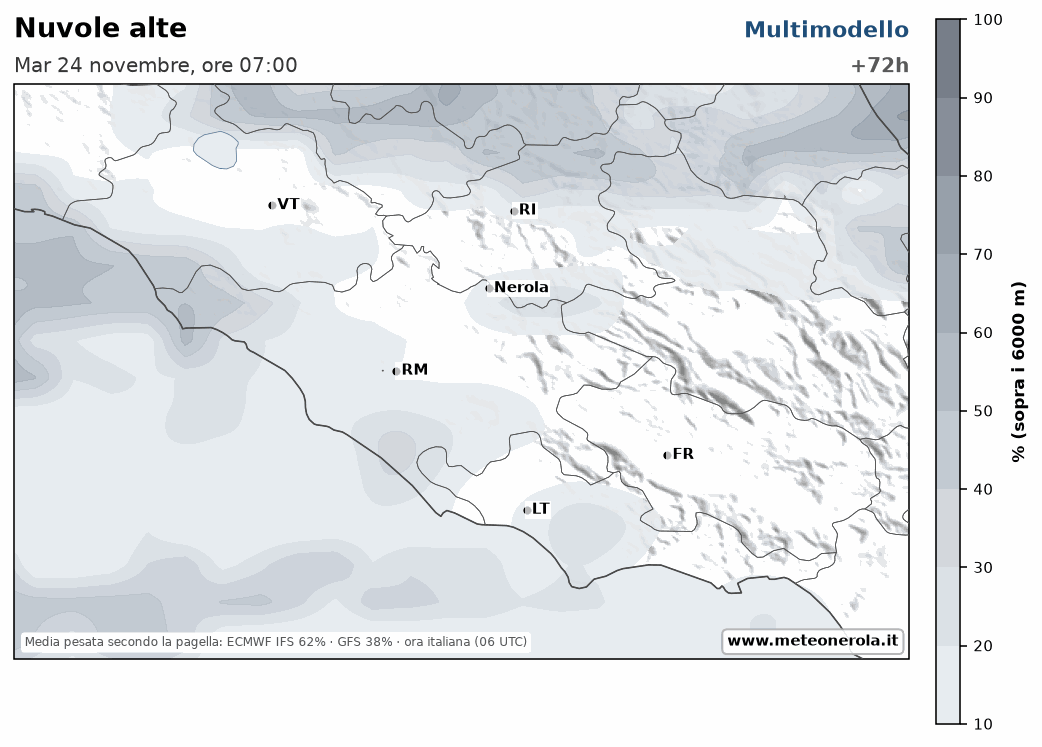 Nuvole alte
Multimodello
Mar 24 novembre, ore 07:00
+72h
100
90
80
70
60
50
40
30
20
10
% (sopra i 6000 m)
VT
RI
Nerola
RM
FR
LT
Media pesata secondo la pagella: ECMWF IFS 62% · GFS 38% · ora italiana (06 UTC)
www.meteonerola.it